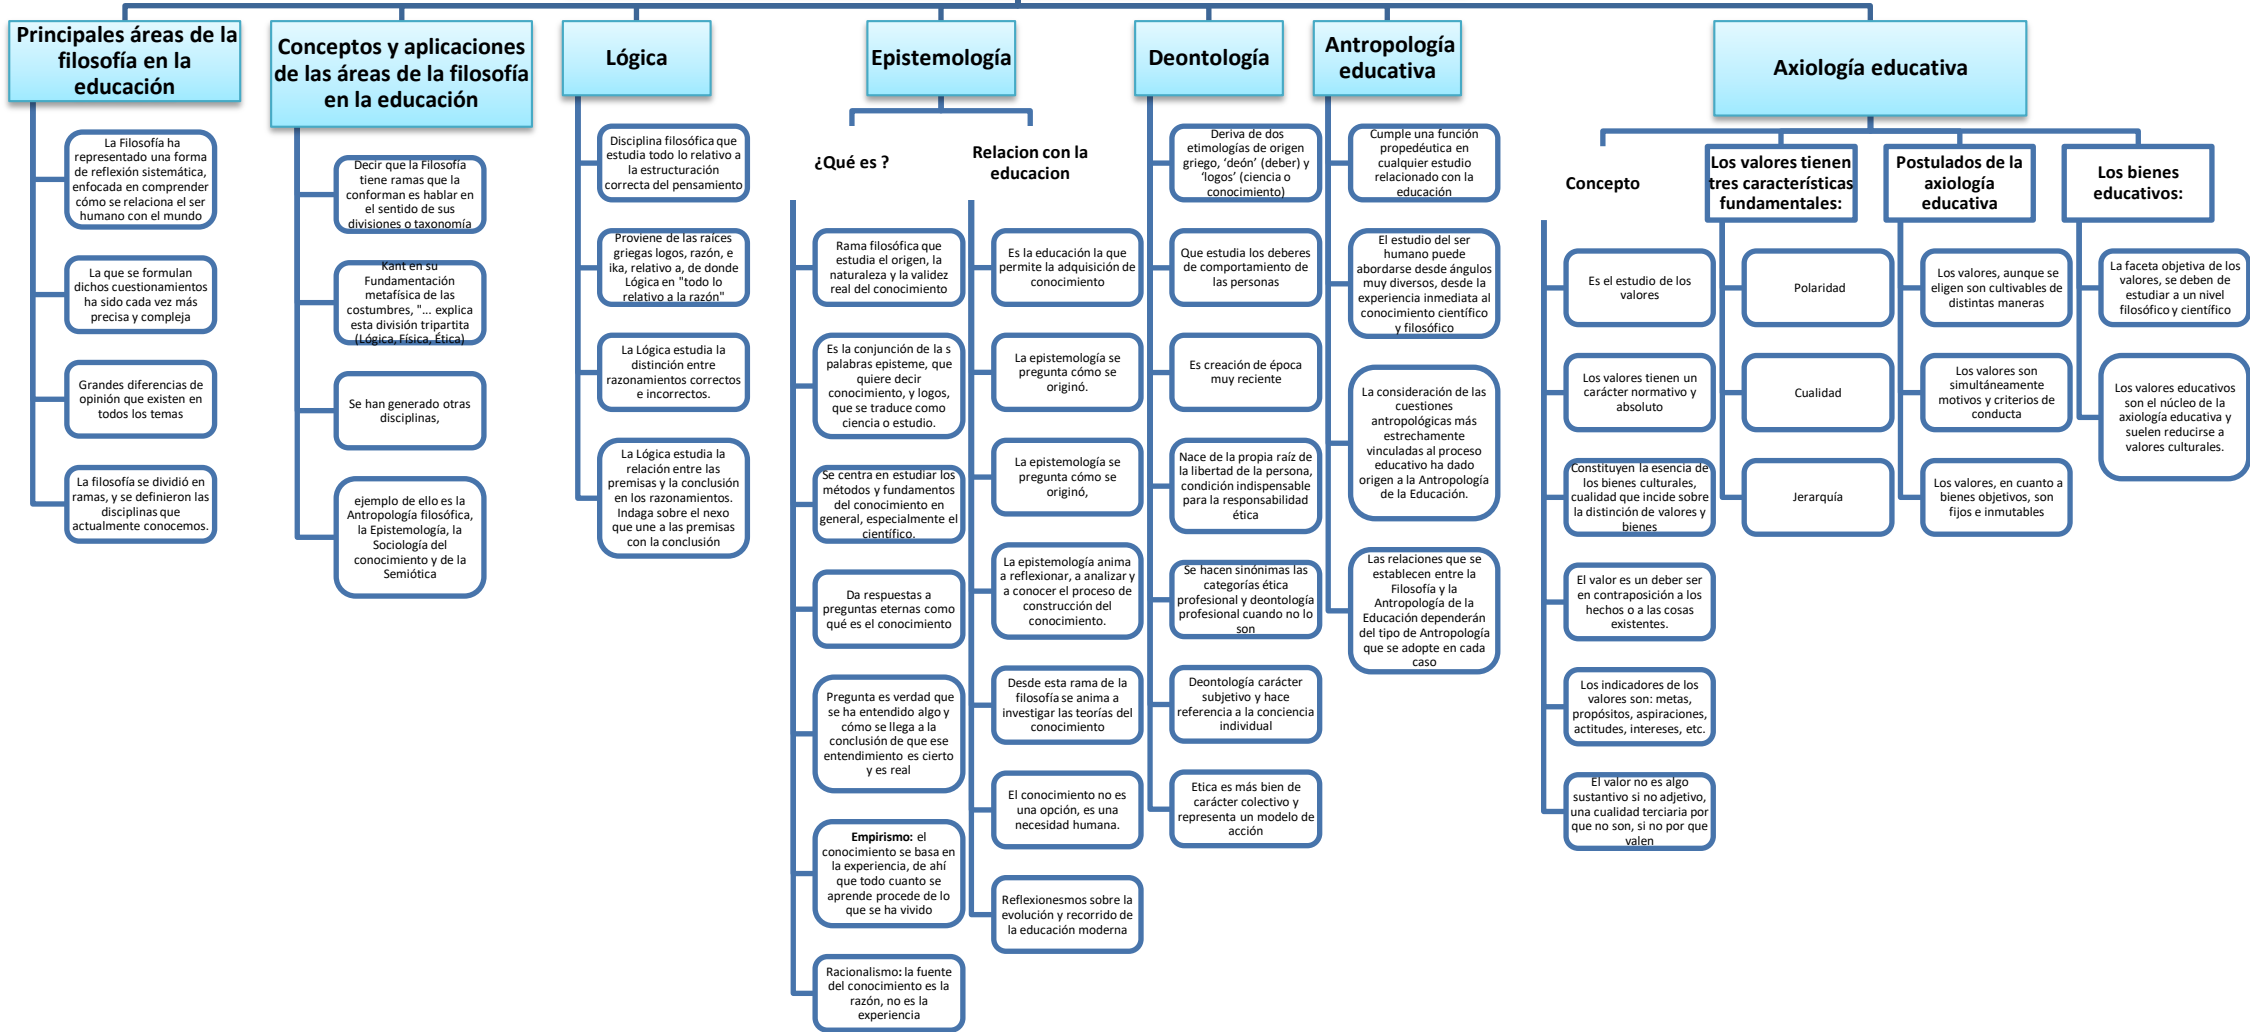 Principales áreas de la
filosofía en la
educación
La Filosofía ha
representado una forma
de reflexión sistemática,
enfocada en comprender
cómo se relaciona el ser
humano con el mundo
La que se formulan
dichos cuestionamientos
ha sido cada vez más
precisa y compleja
Grandes diferencias de
opinión que existen en
todos los temas
La filosofía se dividió en
ramas, y se definieron las
disciplinas que
actualmente conocemos.
Conceptos y aplicaciones
de las áreas de la filosofía
en la educación
Decir que la Filosofía
tiene ramas que la
conforman es hablar en
el sentido de sus
divisiones o taxonomía
Kant en su
Fundamentación
metafísica de las
costumbres, "... explica
esta división tripartita
(Lógica, Física, Ética)
Se han generado otras
disciplinas,
ejemplo de ello es la
Antropología filosófica,
la Epistemología, la
Sociología del
conocimiento y de la
Semiótica
Lógica
Disciplina filosófica que
estudia todo lo relativo a
la estructuración
correcta del pensamiento
Proviene de las raíces
griegas logos, razón, e
ika, relativo a, de donde
Lógica en "todo lo
relativo a la razón"
La Lógica estudia la
distinción entre
razonamientos correctos
e incorrectos.
La Lógica estudia la
relación entre las
premisas y la conclusión
en los razonamientos.
Indaga sobre el nexo
que une a las premisas
con la conclusión
Epistemología
¿Qué es ?
Rama filosófica que
estudia el origen, la
naturaleza y la validez
real del conocimiento
Es la conjunción de la s
palabras episteme, que
quiere decir
conocimiento, y logos,
que se traduce como
ciencia o estudio.
Se centra en estudiar los
métodos y fundamentos
del conocimiento en
general, especialmente el
científico.
Da respuestas a
preguntas eternas como
qué es el conocimiento
Pregunta es verdad que
se ha entendido algo y
cómo se llega a la
conclusión de que ese
entendimiento es cierto
y es real
Empirismo: el
conocimiento se basa en
la experiencia, de ahí
que todo cuanto se
aprende procede de lo
que se ha vivido
Racionalismo: la fuente
del conocimiento es la
razón, no es la
experiencia
Relacion con la
educacion
Es la educación la que
permite la adquisición de
conocimiento
La epistemología se
pregunta cómo se
originó.
La epistemología se
pregunta cómo se
originó,
La epistemología anima
a reflexionar, a analizar y
a conocer el proceso de
construcción del
conocimiento.
Desde esta rama de la
filosofía se anima a
investigar las teorías del
conocimiento
El conocimiento no es
una opción, es una
necesidad humana.
Reflexionesmos sobre la
evolución y recorrido de
la educación moderna
Deontología
Deriva de dos
etimologías de origen
griego, ‘deón’ (deber) y
‘logos’ (ciencia o
conocimiento)
Que estudia los deberes
de comportamiento de
las personas
Es creación de época
muy reciente
Nace de la propia raíz de
la libertad de la persona,
condición indispensable
para la responsabilidad
ética
Se hacen sinónimas las
categorías ética
profesional y deontología
profesional cuando no lo
son
Deontología carácter
subjetivo y hace
referencia a la conciencia
individual
Etica es más bien de
carácter colectivo y
representa un modelo de
acción
Antropología
educativa
Cumple una función
propedéutica en
cualquier estudio
relacionado con la
educación
El estudio del ser
humano puede
abordarse desde ángulos
muy diversos, desde la
experiencia inmediata al
conocimiento científico
y filosófico
La consideración de las
cuestiones
antropológicas más
estrechamente
vinculadas al proceso
educativo ha dado
origen a la Antropología
de la Educación.
Las relaciones que se
establecen entre la
Filosofía y la
Antropología de la
Educación dependerán
del tipo de Antropología
que se adopte en cada
caso
Axiología educativa
Concepto
Es el estudio de los
valores
Los valores tienen un
carácter normativo y
absoluto
Constituyen la esencia de
los bienes culturales,
cualidad que incide sobre
la distinción de valores y
bienes
El valor es un deber ser
en contraposición a los
hechos o a las cosas
existentes.
Los indicadores de los
valores son: metas,
propósitos, aspiraciones,
actitudes, intereses, etc.
El valor no es algo
sustantivo si no adjetivo,
una cualidad terciaria por
que no son, si no por que
valen
Los valores tienen
tres características
fundamentales:
Polaridad
Cualidad
Jerarquía
Postulados de la
axiología
educativa
Los valores, aunque se
eligen son cultivables de
distintas maneras
Los valores son
simultáneamente
motivos y criterios de
conducta
Los valores, en cuanto a
bienes objetivos, son
fijos e inmutables
Los bienes
educativos:
La faceta objetiva de los
valores, se deben de
estudiar a un nivel
filosófico y científico
Los valores educativos
son el núcleo de la
axiología educativa y
suelen reducirse a
valores culturales.